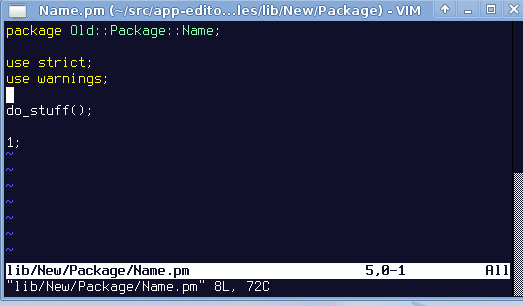 Name.pm (~/src/app-edito...les/lib/New/Package) - VIM
package Old::Package::Name;
use strict;
use warnings;
do_stuff();
1;
~
~
~
~
~
~
~
lib/New/Package/Name.pm 5,0-1 All
"lib/New/Package/Name.pm" 8L, 72C